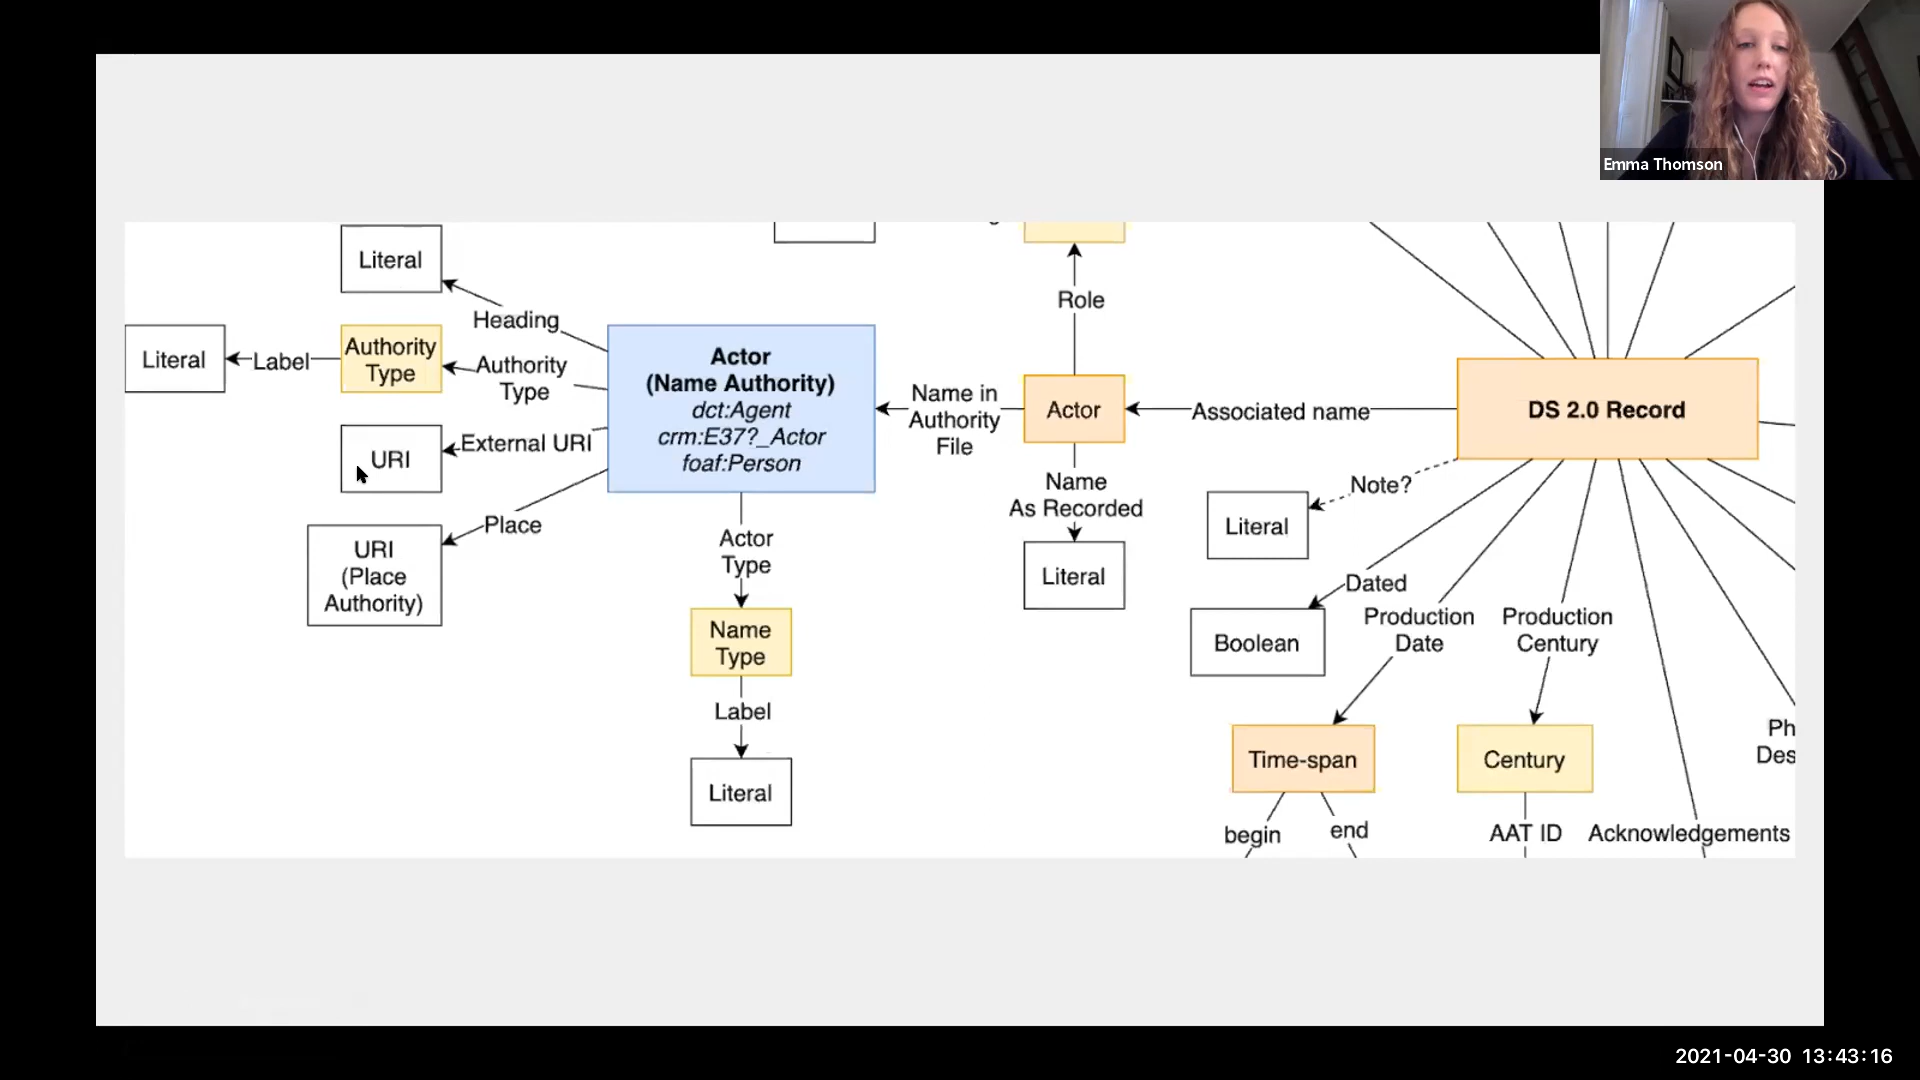 Emma Thomson
Literal
Heading
Role
Literal
Label
Authority
Type
Authority
Type
Actor
(Name Authority)
dct:Agent
crm:E37?_Actor
foaf:Person
Name in
Authority
File
Actor
Associated name
DS 2.0 Record
URI
External URI
Name
As Recorded
Note?
Literal
URI
(Place
Authority)
Place
Actor
Type
Literal
Dated
Boolean
Production
Date
Production
Century
Name
Type
Label
Literal
Time-span
Century
Ph
Des
begin
end
AAT ID
Acknowledgements
2021-04-30 13:43:16